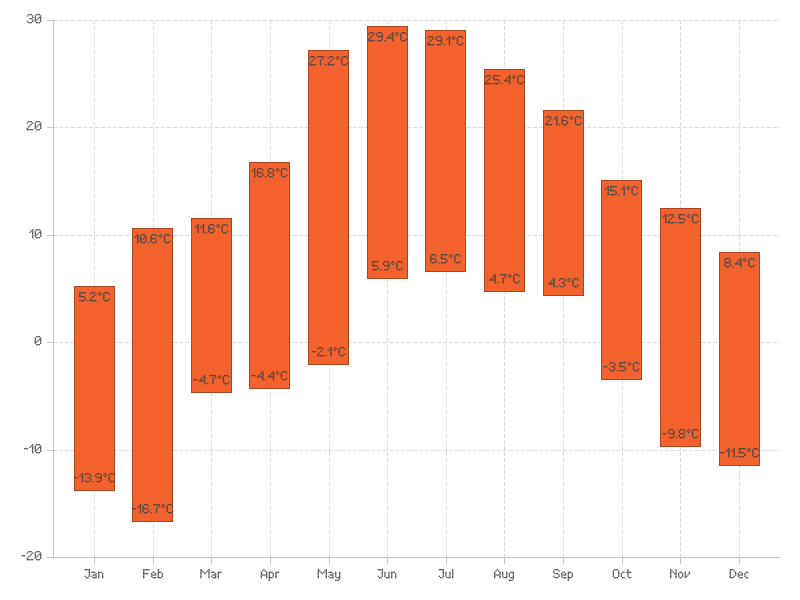 30
20
10
0
-10
-20
5.2°C
10.6°C
11.6°C
16.8°C
27.2°C
29.4°C
29.1°C
25.4°C
21.6°C
15.1°C
12.5°C
8.4°C
-13.9°C
-16.7°C
-4.7°C
-4.4°C
-2.1°C
5.9°C
6.5°C
4.7°C
4.3°C
-3.5°C
-9.8°C
-11.5°C
Jan Feb Mar Apr May Jun Jul Aug Sep Oct Nov Dec